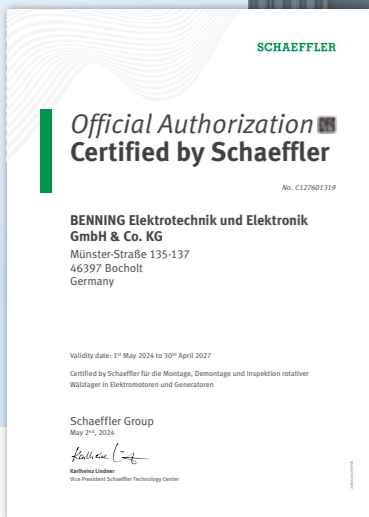 SCHAEFFLER
Official Authorization
Certified by Schaeffler
No. C127601319
BENNING Elektrotechnik und Elektronik
GmbH & Co. KG
Münster-Straße 135-137
46397 Bocholt
Germany
Validity date: 1st May 2024 to 30th April 2027
Certified by Schaeffler für die Montage, Demontage und Inspektion rotativer
Wälzlager in Elektromotoren und Generatoren
Schaeffler Group
May 2nd, 2024
Karlheinz Lindner
Vice President Schaeffler Technology Center